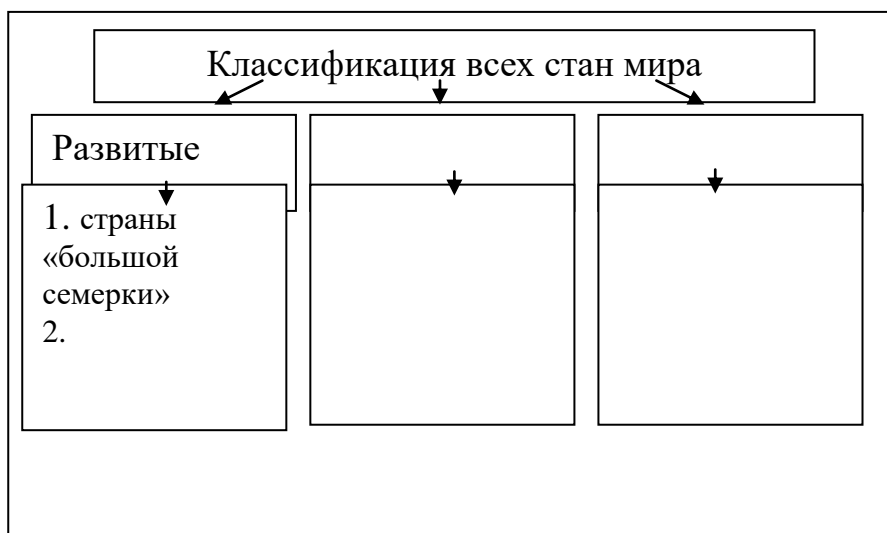 Классификация всех стан мира
Развитые
1. страны
«большой
семерки»
2.